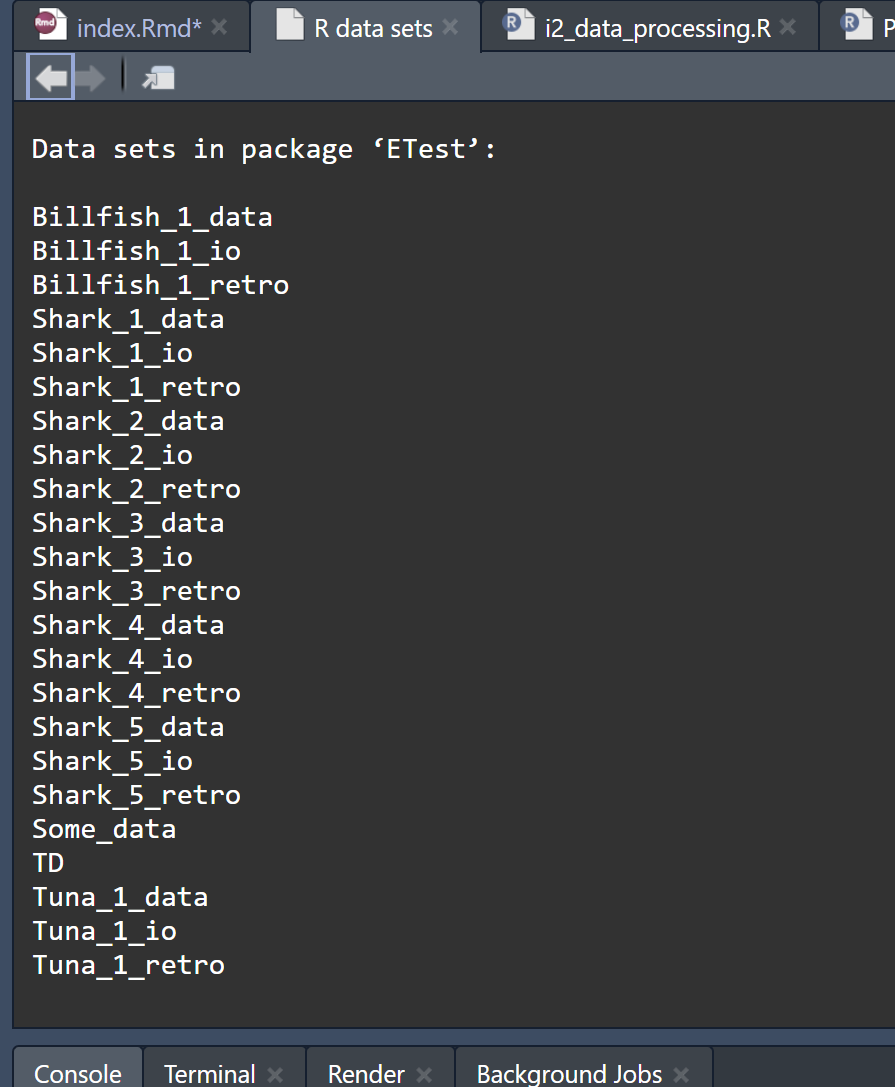 Rmd index.Rmd* R data sets R i2_data_processing.R R P
Data sets in package ‘ETest’:
Billfish_1_data
Billfish_1_io
Billfish_1_retro
Shark_1_data
Shark_1_io
Shark_1_retro
Shark_2_data
Shark_2_io
Shark_2_retro
Shark_3_data
Shark_3_io
Shark_3_retro
Shark_4_data
Shark_4_io
Shark_4_retro
Shark_5_data
Shark_5_io
Shark_5_retro
Some_data
TD
Tuna_1_data
Tuna_1_io
Tuna_1_retro
Console Terminal Render Background Jobs